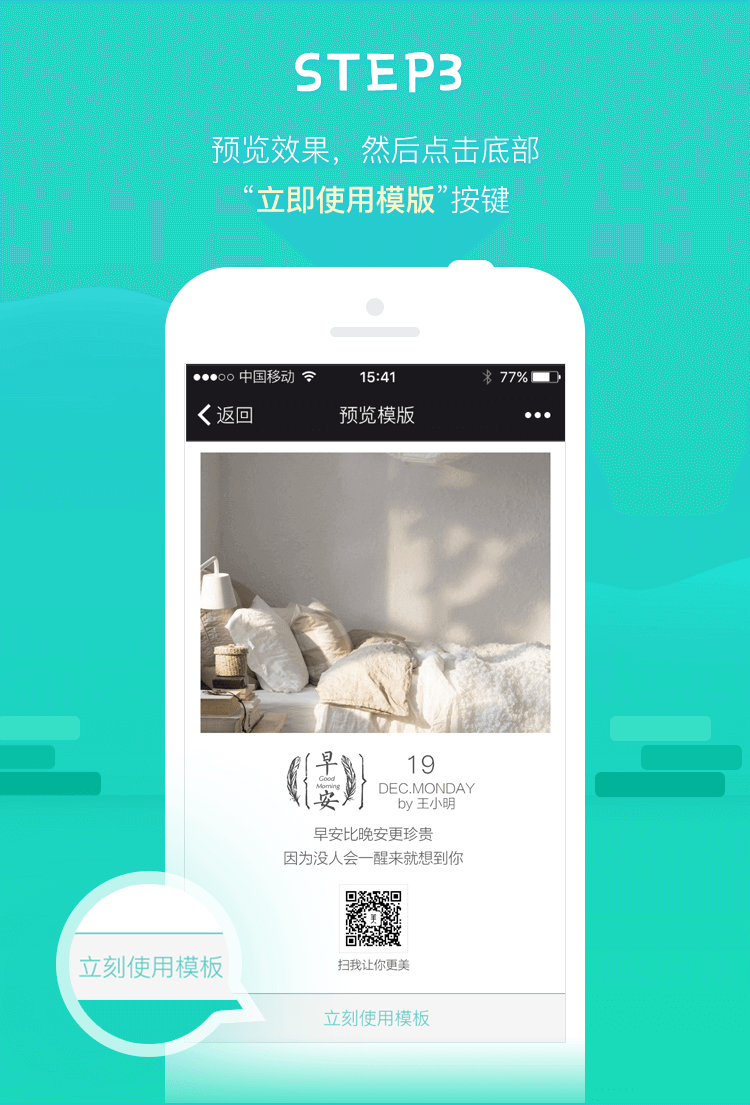 STEP3
预览效果，然后点击底部
“立即使用模版”按键
中国移动 15:41 77%
返回 预览模版
早安
Good
Morning
19
DEC.MONDAY
by 王小明
早安比晚安更珍贵
因为没人会一醒来就想到你
美
扫我让你更美
立刻使用模板
立刻使用模板